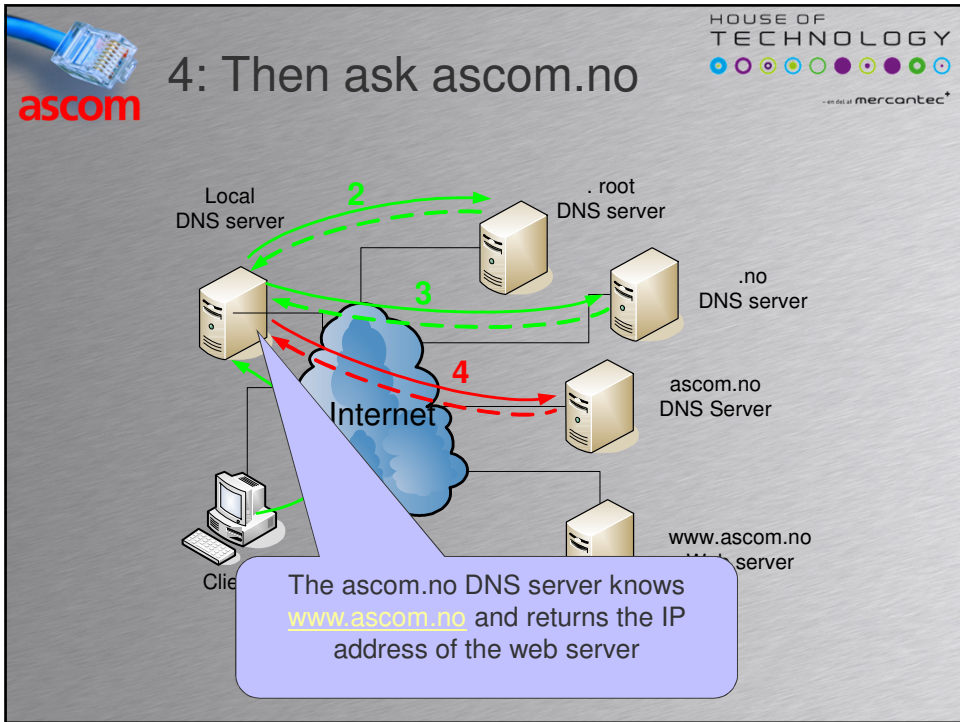 ascom
4: Then ask ascom.no
HOUSE OF
TECHNOLOGY
- en del af mercantec+
Local
DNS server
2
. root
DNS server
3
.no
DNS server
4
ascom.no
DNS Server
Internet
www.ascom.no
server
The ascom.no DNS server knows
www.ascom.no and returns the IP
address of the web server